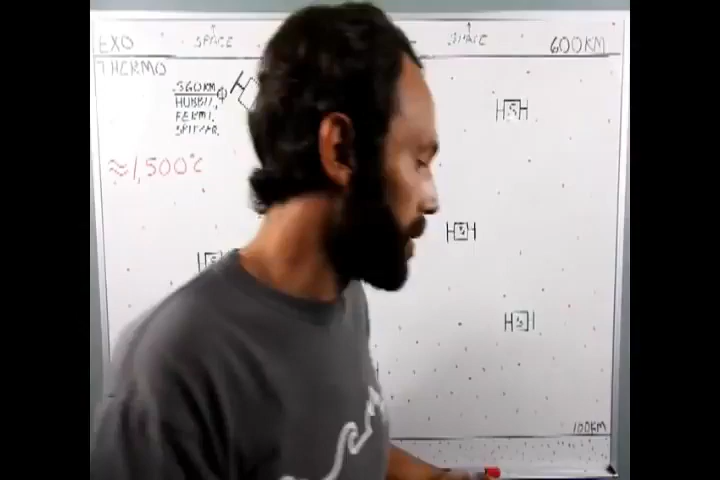 EXO
SPACE
SPACE
600KM
THERMO
360KM
HUBBLE,
FERMI,
SPITZER.
≈1,500°C
S
S
S
S
100KM